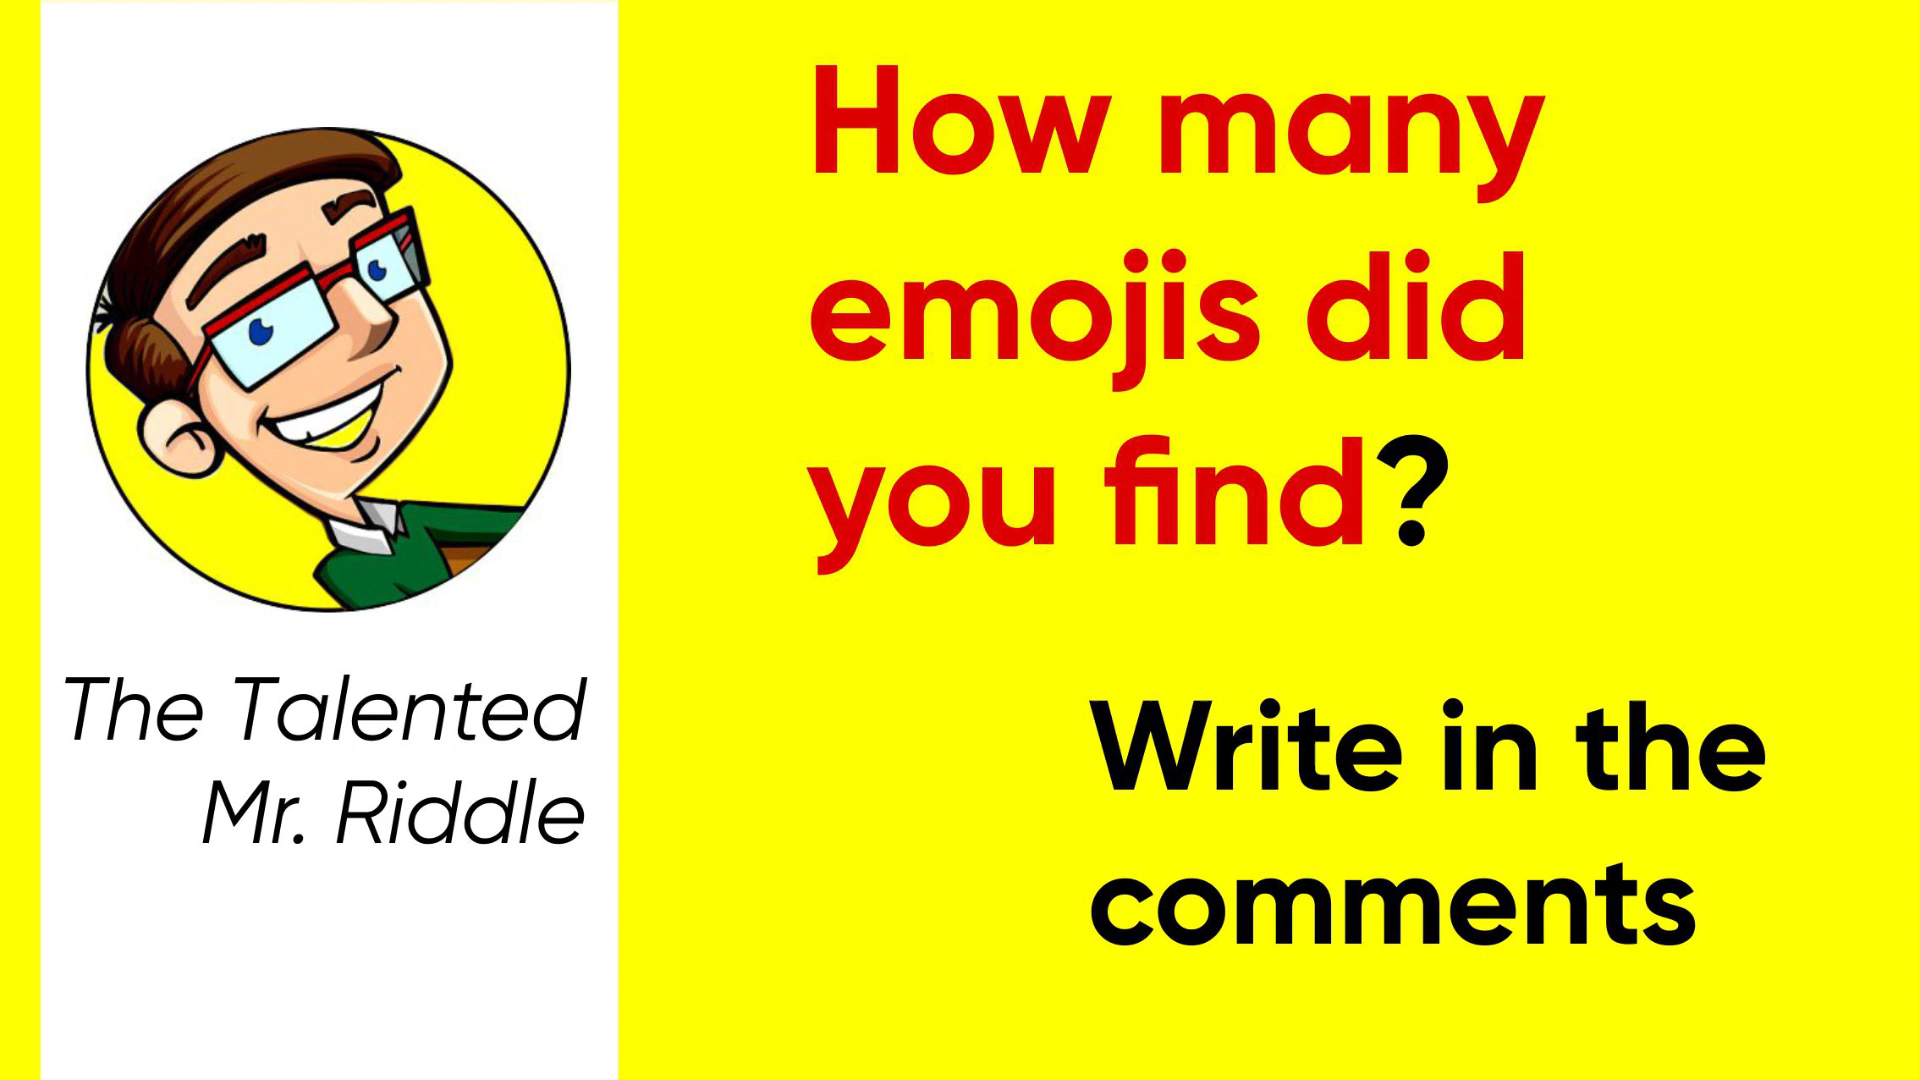 The Talented
Mr. Riddle
How many
emojis did
you find?
Write in the
comments